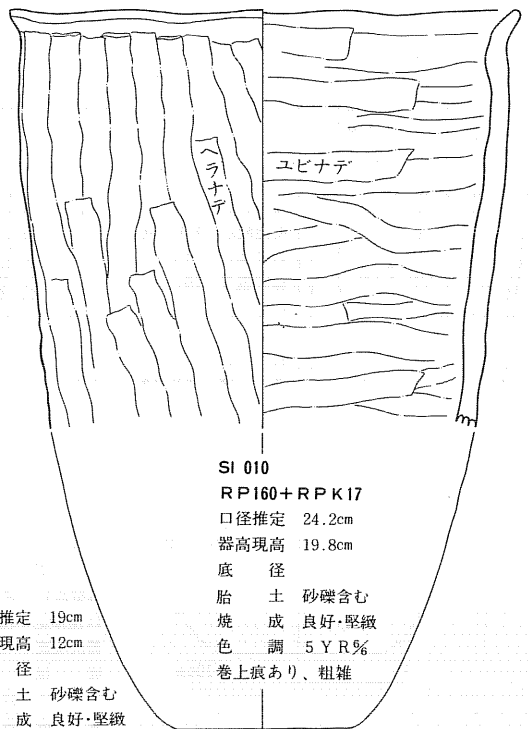 ヘラナデ
ユビナデ
SI 010
RP160+RPK17
口径推定 24.2cm
器高現高 19.8cm
底 径
胎 土 砂礫含む
焼 成 良好・堅緻
色 調 5YR6/6
巻上痕あり、粗雑
推定 19cm
現高 12cm
径
土 砂礫含む
成 良好・堅緻